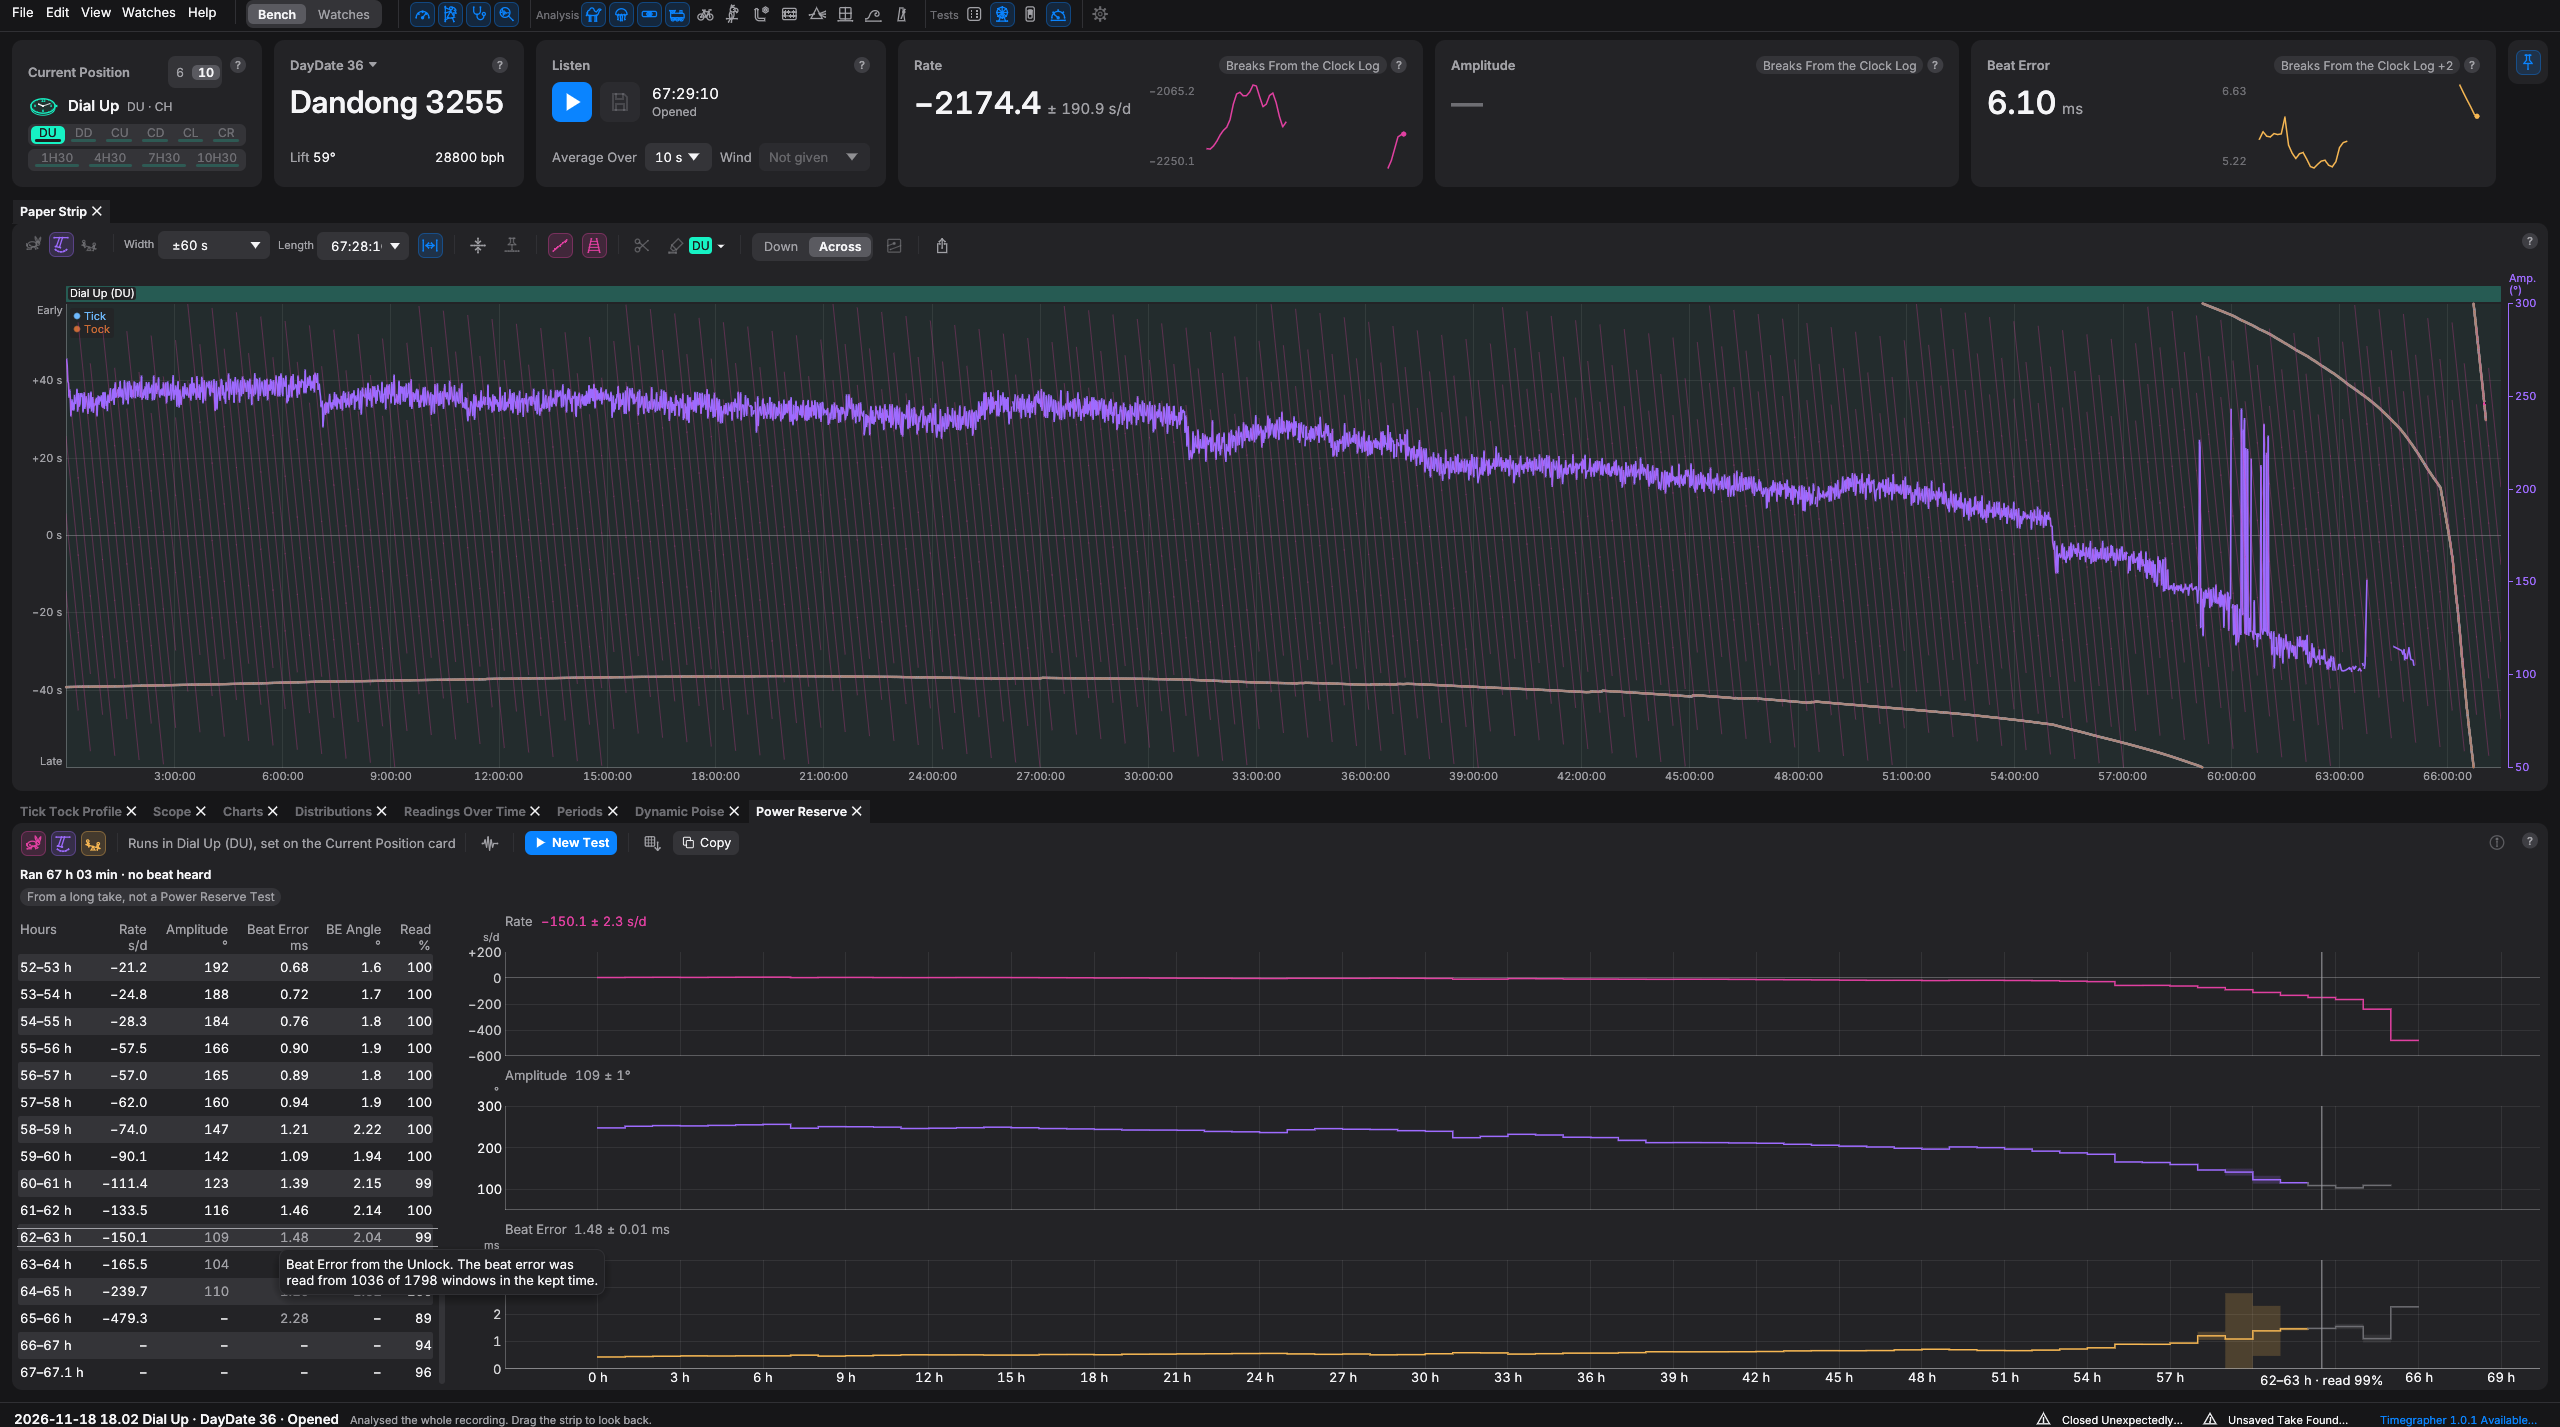 File Edit View Watches Help Bench Watches Analysis Tests
Current Position 6 10 ?
Dial Up DU · CH
DU DD CU CD CL CR
1H30 4H30 7H30 10H30
DayDate 36 ?
Dandong 3255
Lift 59° 28800 bph
Listen ?
67:29:10
Opened
Average Over 10 s Wind Not given
Rate Breaks From the Clock Log ?
−2174.4 ± 190.9 s/d
−2065.2
−2250.1
Amplitude Breaks From the Clock Log ?
Beat Error Breaks From the Clock Log +2 ?
6.10 ms
6.63
5.22
Paper Strip
Width ±60 s Length 67:28:1 DU Down Across ?
Amp.
(°)
Dial Up (DU)
Early
Tick
Tock
+40 s
+20 s
0 s
−20 s
−40 s
Late
300
250
200
150
100
50
3:00:00 6:00:00 9:00:00 12:00:00 15:00:00 18:00:00 21:00:00 24:00:00 27:00:00 30:00:00 33:00:00 36:00:00 39:00:00 42:00:00 45:00:00 48:00:00 51:00:00 54:00:00 57:00:00 60:00:00 63:00:00 66:00:00
Tick Tock Profile Scope Charts Distributions Readings Over Time Periods Dynamic Poise Power Reserve
Runs in Dial Up (DU), set on the Current Position card New Test Copy ?
Ran 67 h 03 min · no beat heard
From a long take, not a Power Reserve Test
Hours Rate Amplitude Beat Error BE Angle Read
s/d ° ms ° %
52–53 h −21.2 192 0.68 1.6 100
53–54 h −24.8 188 0.72 1.7 100
54–55 h −28.3 184 0.76 1.8 100
55–56 h −57.5 166 0.90 1.9 100
56–57 h −57.0 165 0.89 1.8 100
57–58 h −62.0 160 0.94 1.9 100
58–59 h −74.0 147 1.21 2.22 100
59–60 h −90.1 142 1.09 1.94 100
60–61 h −111.4 123 1.39 2.15 99
61–62 h −133.5 116 1.46 2.14 100
62–63 h −150.1 109 1.48 2.04 99
63–64 h −165.5 104
64–65 h −239.7 110
65–66 h −479.3 – 2.28 – 89
66–67 h – – – – 94
67–67.1 h – – – – 96
Beat Error from the Unlock. The beat error was
read from 1036 of 1798 windows in the kept time.
Rate −150.1 ± 2.3 s/d
s/d
+200
0
−200
−400
−600
Amplitude 109 ± 1°
°
300
200
100
Beat Error 1.48 ± 0.01 ms
ms
2
1
0
0 h 3 h 6 h 9 h 12 h 15 h 18 h 21 h 24 h 27 h 30 h 33 h 36 h 39 h 42 h 45 h 48 h 51 h 54 h 57 h 62–63 h · read 99% 66 h 69 h
2026-11-18 18.02 Dial Up · DayDate 36 · Opened Analysed the whole recording. Drag the strip to look back. Closed Unexpectedly... Unsaved Take Found... Timegrapher 1.0.1 Available...